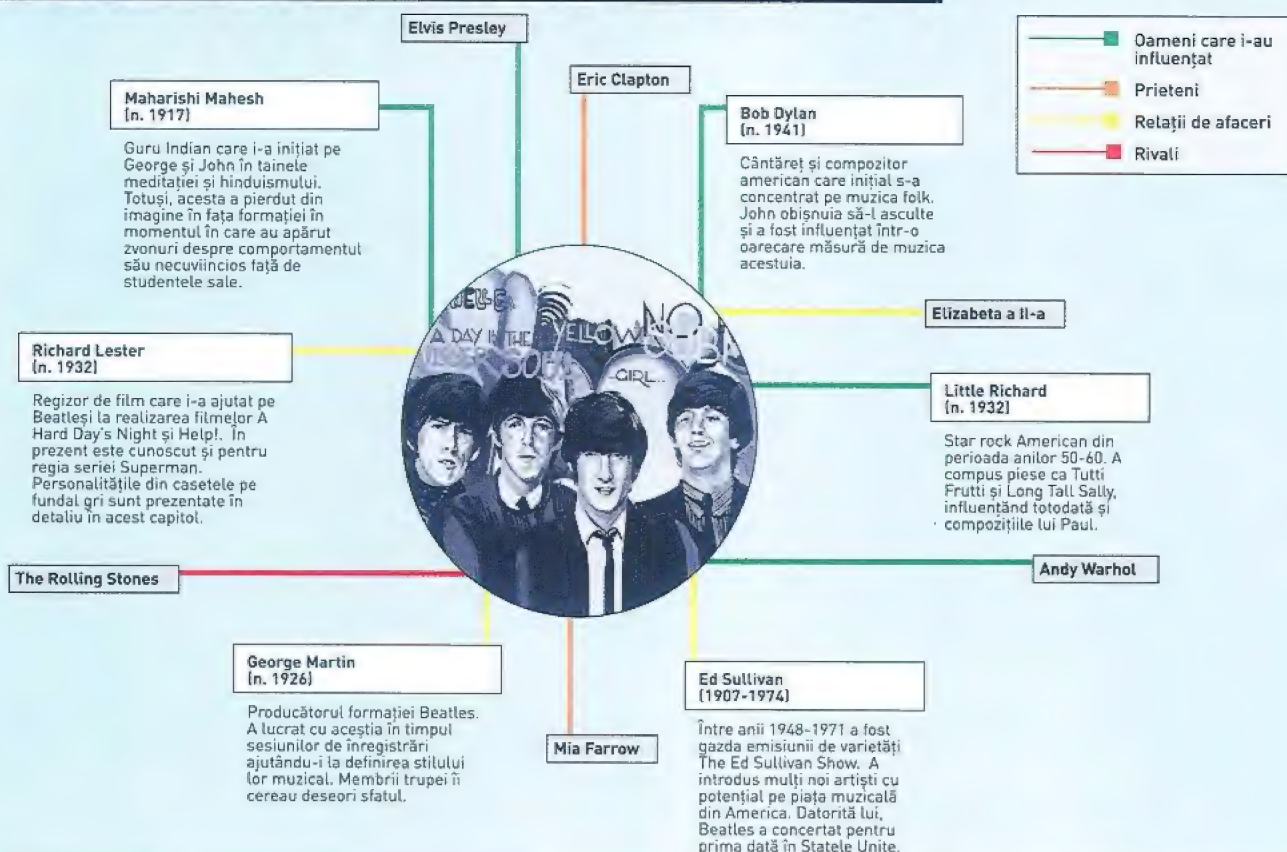 Elvis Presley
Eric Clapton
Oameni care i-au
influențat
Prieteni
Relații de afaceri
Rivali
Maharishi Mahesh
(n. 1917)
Guru Indian care i-a inițiat pe
George și John în tainele
meditației și hinduismului.
Totuși, acesta a pierdut din
imagine în fața formației în
momentul în care au apărut
zvonuri despre comportamentul
său necuviincios față de
studentele sale.
Bob Dylan
(n. 1941)
Cântăreț și compozitor
american care inițial s-a
concentrat pe muzica folk.
John obișnuia să-l asculte
și a fost influențat într-o
oarecare măsură de muzica
acestuia.
Elizabeta a II-a
Richard Lester
(n. 1932)
Regizor de film care i-a ajutat pe
Beatleși la realizarea filmelor A
Hard Day's Night și Help!. În
prezent este cunoscut și pentru
regia seriei Superman.
Personalitățile din casetele pe
fundal gri sunt prezentate în
detaliu în acest capitol.
A DAY IN THE
YELLOW
NO
GIRL...
Little Richard
(n. 1932)
Star rock American din
perioada anilor 50-60. A
compus piese ca Tutti
Frutti și Long Tall Sally,
influențând totodată și
compozițiile lui Paul.
The Rolling Stones
Andy Warhol
George Martin
(n. 1926)
Producătorul formației Beatles.
A lucrat cu aceștia în timpul
sesiunilor de înregistrări
ajutându-i la definirea stilului
lor muzical. Membrii trupei îi
cereau deseori sfatul.
Mia Farrow
Ed Sullivan
(1907-1974)
Între anii 1948-1971 a fost
gazda emisiunii de varietăți
The Ed Sullivan Show. A
introdus mulți noi artiști cu
potențial pe piața muzicală
din America. Datorită lui,
Beatles a concertat pentru
prima dată în Statele Unite.